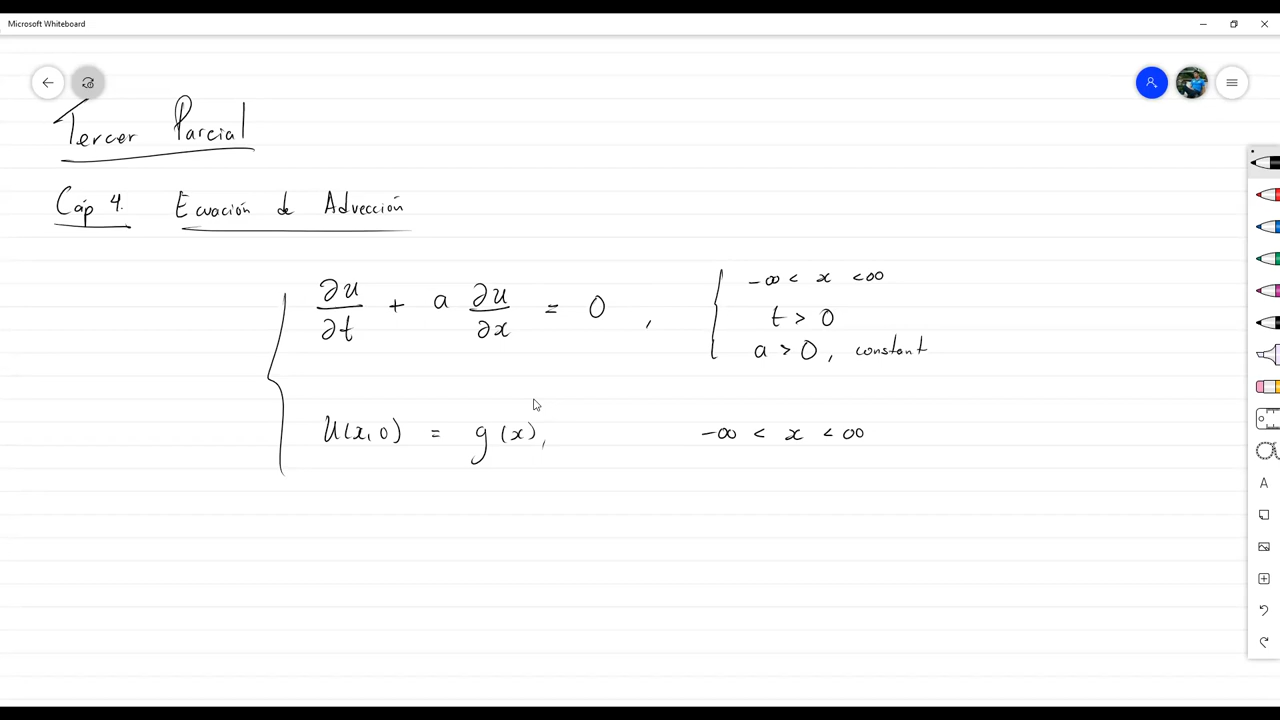 Microsoft Whiteboard
Tercer Parcial
Cáp 4. Ecuación de Advección
∂u/∂t + a ∂u/∂x = 0 , { -∞ < x < ∞
t > 0
a > 0, constant
u(x,0) = g(x), -∞ < x < ∞
A